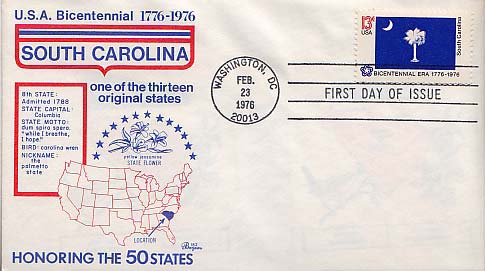 U.S.A. Bicentennial 1776-1976
SOUTH CAROLINA
one of the thirteen
original states
8th STATE:
Admitted 1788
STATE CAPITAL:
Columbia
STATE MOTTO:
dum spiro spero.
"while I breathe,
I hope."
BIRD: carolina wren
NICKNAME:
the
palmetto
state
yellow jessamine
STATE FLOWER
LOCATION
HONORING THE 50 STATES
WASHINGTON, DC
FEB.
23
1976
20013
13¢
USA
South Carolina
BICENTENNIAL ERA 1776-1976
FIRST DAY OF ISSUE